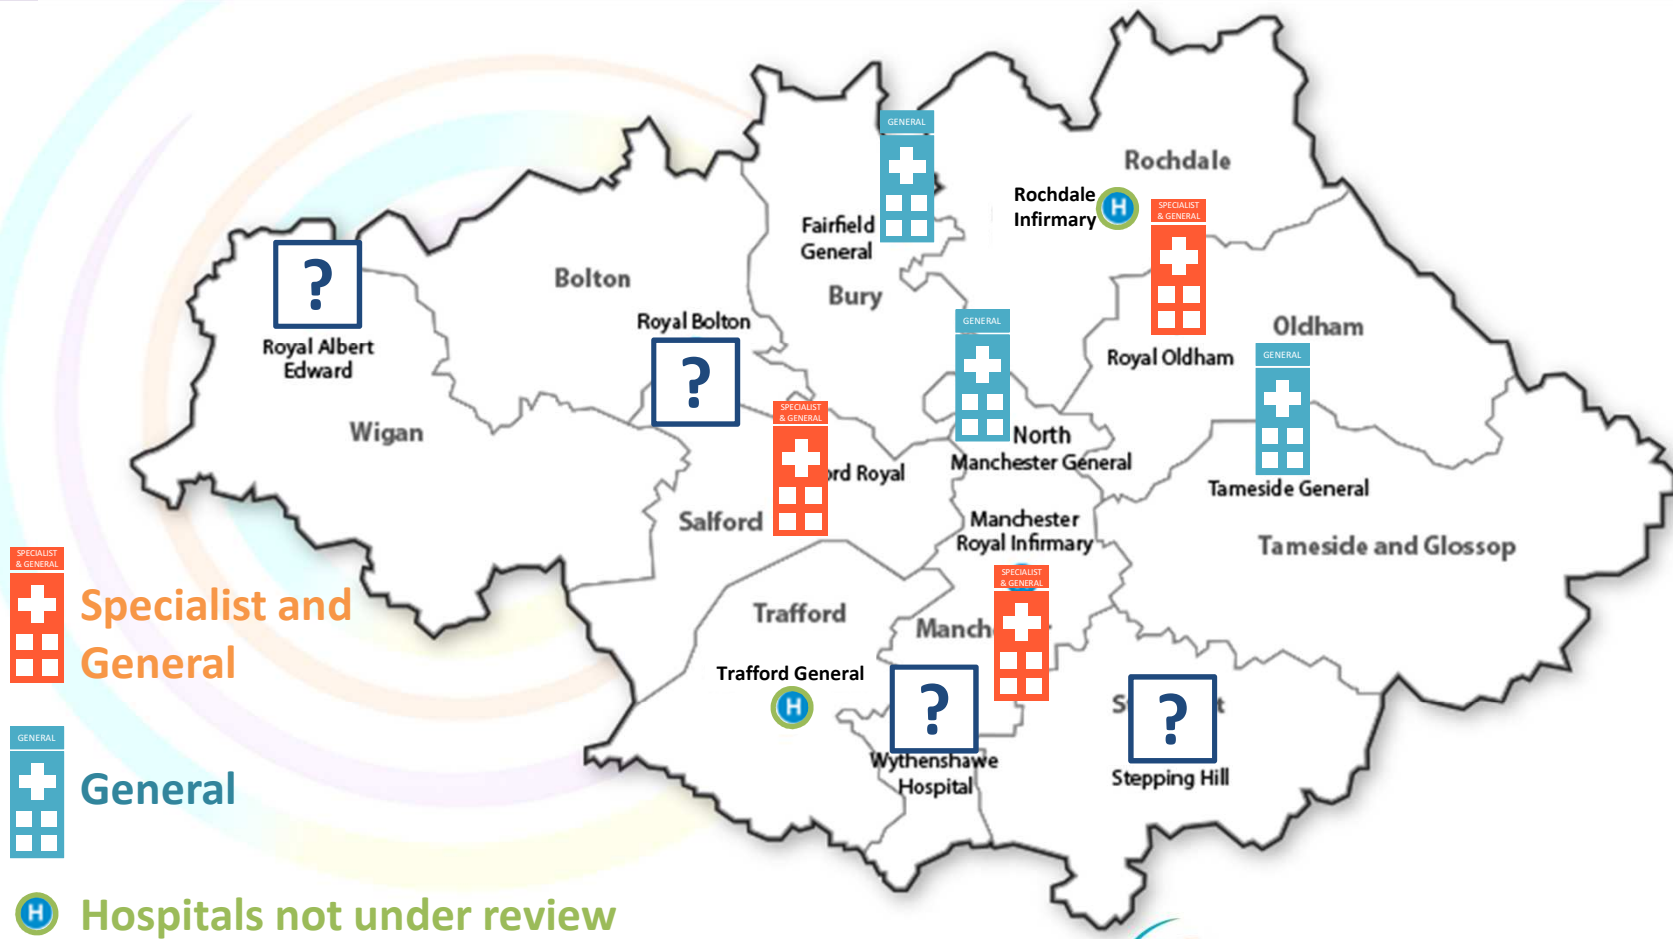 GENERAL
Rochdale
Rochdale
Infirmary
H
SPECIALIST
& GENERAL
Fairfield
General
?
Bolton
Bury
Royal Bolton
GENERAL
Oldham
Royal Albert
Edward
?
Royal Oldham
GENERAL
Wigan
SPECIALIST
& GENERAL
North
Manchester General
ord Royal
Tameside General
Salford
Manchester
Royal Infirmary
Tameside and Glossop
SPECIALIST
& GENERAL
SPECIALIST
& GENERAL
Specialist and
General
Trafford
Manch r
Trafford General
H
?
S t
?
Wythenshawe
Hospital
Stepping Hill
GENERAL
General
H Hospitals not under review